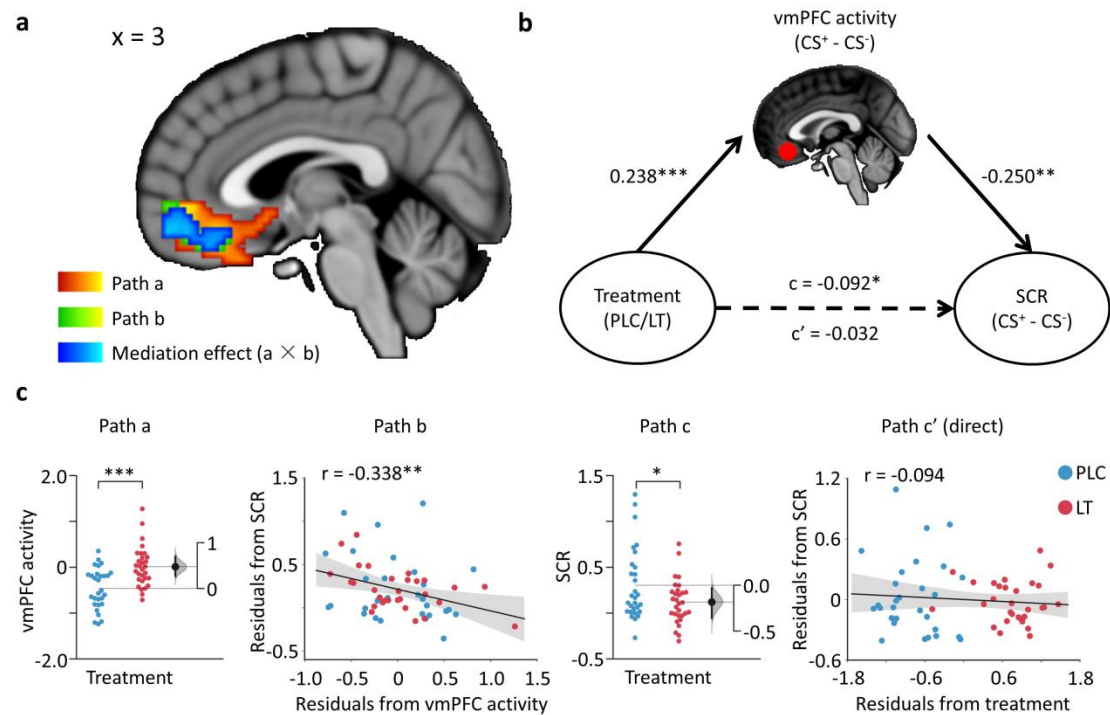 a
x = 3
Path a
Path b
Mediation effect (a × b)
b
vmPFC activity
(CS⁺ - CS⁻)
0.238***
-0.250**
Treatment
(PLC/LT)
c = -0.092*
c’ = -0.032
SCR
(CS⁺ - CS⁻)
c
Path a
2.0
0
-2.0
vmPFC activity
***
1
0
Treatment
Path b
r = -0.338**
1.5
0.5
-0.5
Residuals from SCR
-1.0
-0.5
0
0.5
1.0
1.5
Residuals from vmPFC activity
Path c
1.5
0.5
-0.5
SCR
*
0.0
-0.5
Treatment
Path c’ (direct)
r = -0.094
1.2
0.6
0
-0.6
Residuals from SCR
-1.8
-0.6
0.6
1.8
Residuals from treatment
PLC
LT